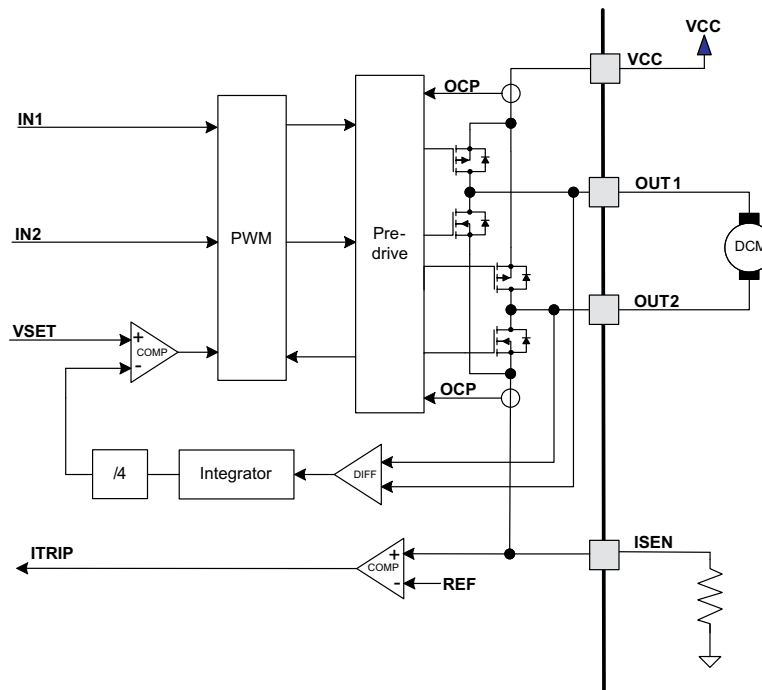 VCC
VCC
OCP
IN1
OUT1
IN2
PWM
Pre-
drive
DCM
OUT2
VSET
+
COMP
-
OCP
/4
Integrator
DIFF
ISEN
ITRIP
+
COMP
-
REF